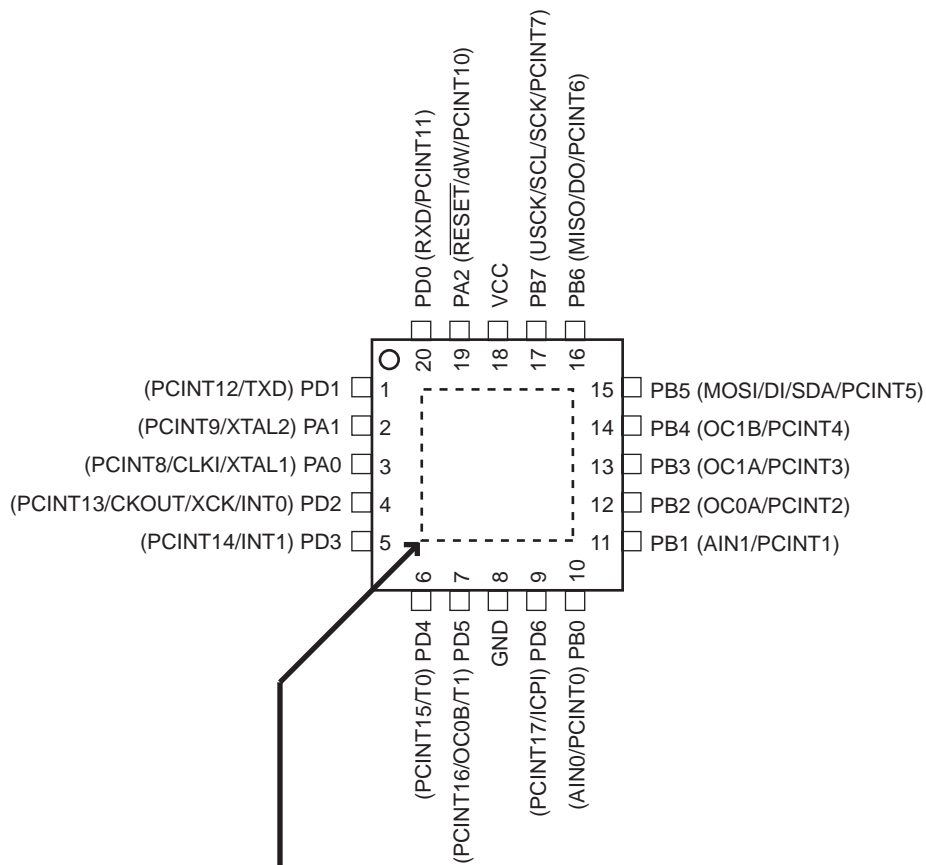 PD0 (RXD/PCINT11)
PA2 (RESET/dW/PCINT10)
VCC
PB7 (USCK/SCL/SCK/PCINT7)
PB6 (MISO/DO/PCINT6)
20
19
18
17
16
(PCINT12/TXD) PD1
1
(PCINT9/XTAL2) PA1
2
(PCINT8/CLKI/XTAL1) PA0
3
(PCINT13/CKOUT/XCK/INT0) PD2
4
(PCINT14/INT1) PD3
5
15
PB5 (MOSI/DI/SDA/PCINT5)
14
PB4 (OC1B/PCINT4)
13
PB3 (OC1A/PCINT3)
12
PB2 (OC0A/PCINT2)
11
PB1 (AIN1/PCINT1)
6
7
8
9
10
(PCINT15/T0) PD4
(PCINT16/OC0B/T1) PD5
GND
(PCINT17/ICPI) PD6
(AIN0/PCINT0) PB0